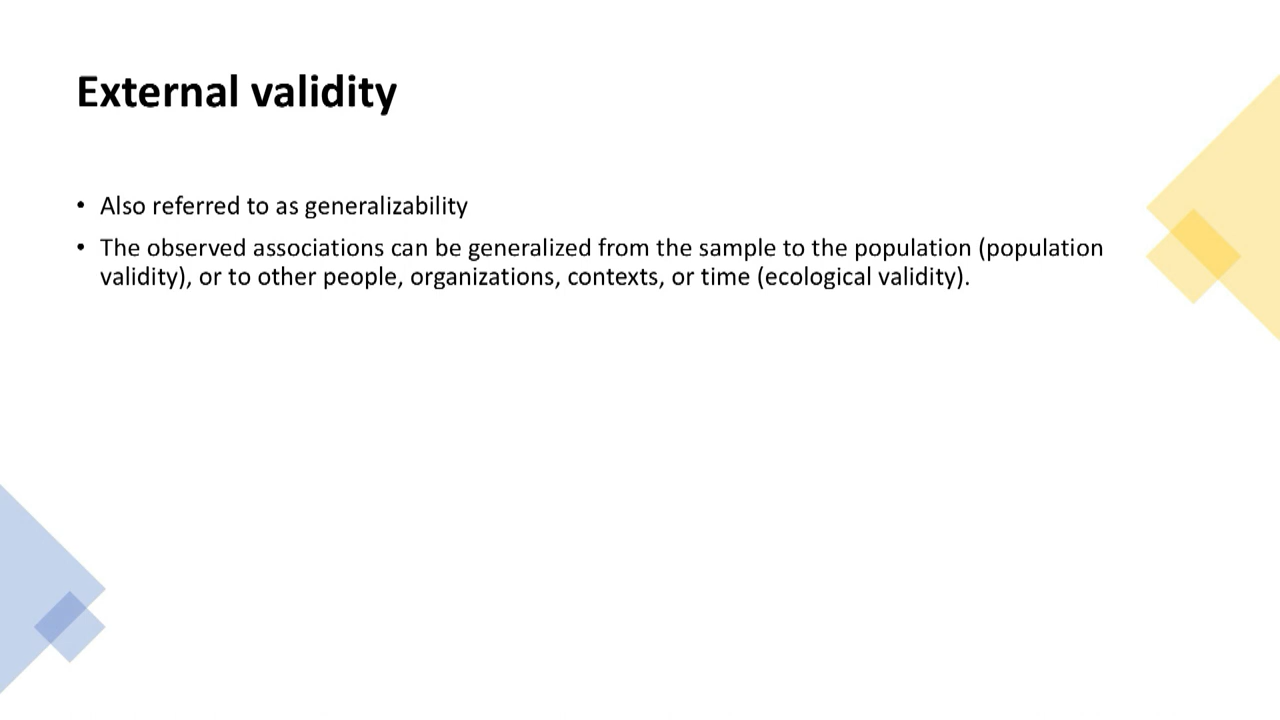 External validity
• Also referred to as generalizability
• The observed associations can be generalized from the sample to the population (population
validity), or to other people, organizations, contexts, or time (ecological validity).